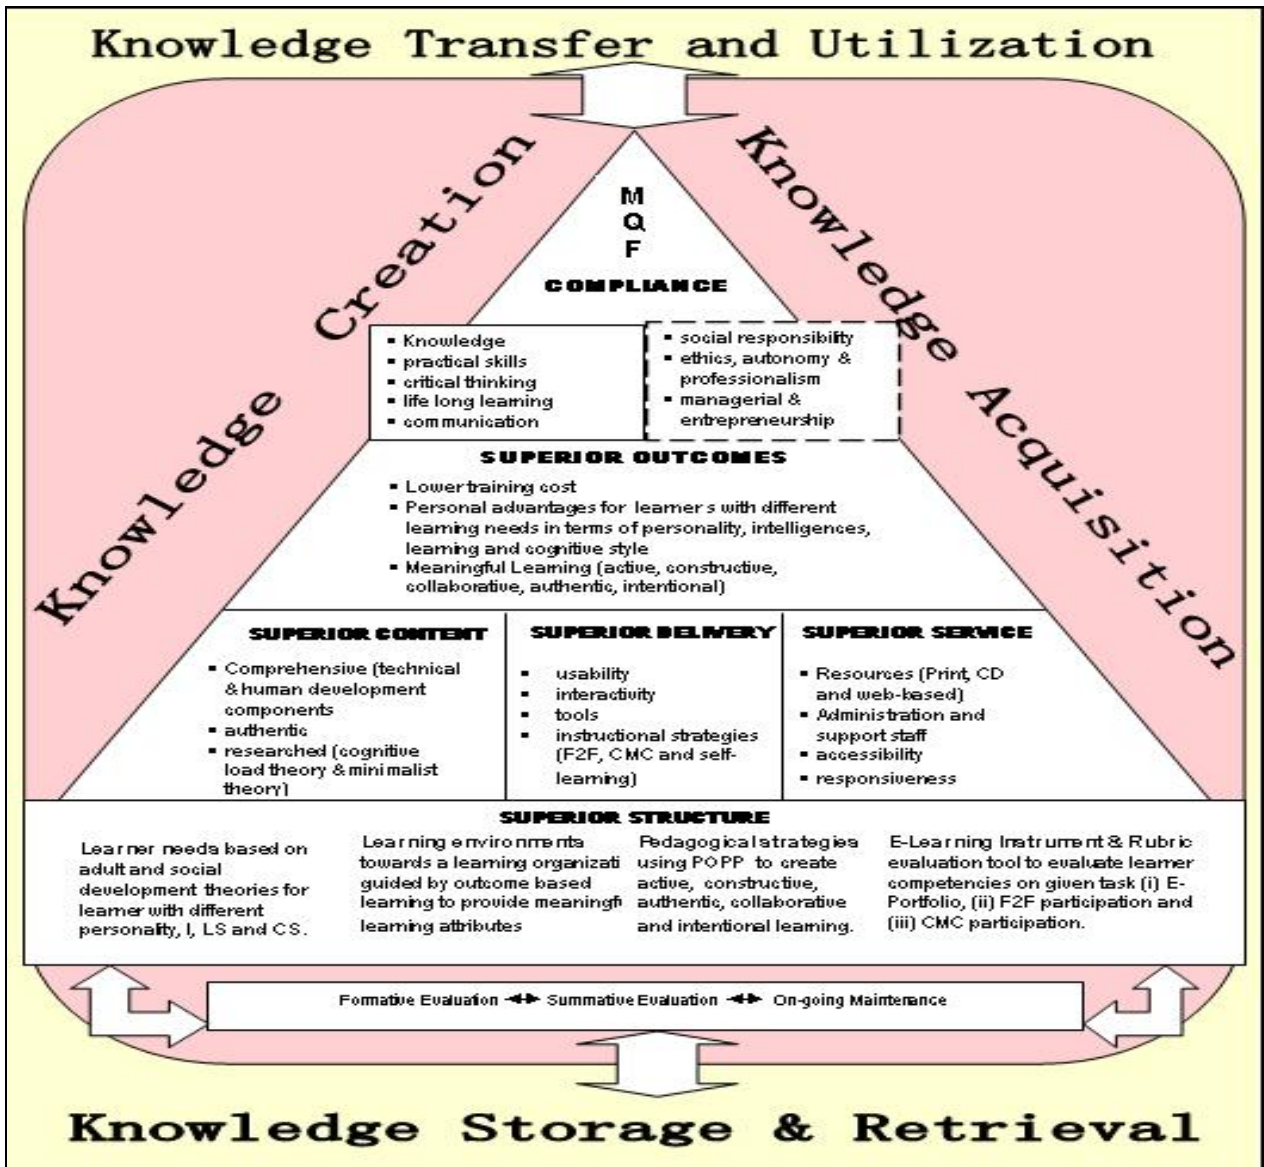 Knowledge Transfer and Utilization
Knowledge Creation
Knowledge Acquisition
M
Q
F
COMPLIANCE
▪ Knowledge
▪ practical skills
▪ critical thinking
▪ life long learning
▪ communication
▪ social responsibility
▪ ethics, autonomy &
professionalism
▪ managerial &
entrepreneurship
SUPERIOR OUTCOMES
▪ Lower training cost
▪ Personal advantages for learners with different
learning needs in terms of personality, intelligences,
learning and cognitive style
▪ Meaningful Learning (active, constructive,
collaborative, authentic, intentional)
SUPERIOR CONTENT
▪ Comprehensive (technical
& human development
components
▪ authentic
▪ researched (cognitive
load theory & minimalist
theory)
SUPERIOR DELIVERY
▪ usability
▪ interactivity
▪ tools
▪ instructional strategies
(F2F, CMC and self-
learning)
SUPERIOR SERVICE
▪ Resources (Print, CD
and web-based)
▪ Administration and
support staff
▪ accessibility
▪ responsiveness
SUPERIOR STRUCTURE
Learner needs based on
adult and social
development theories for
learner with different
personality, I, LS and CS.
Learning environments
towards a learning organizati
guided by outcome based
learning to provide meaningf
learning attributes
Pedagogical strategies
using POPP to create
active, constructive,
authentic, collaborative
and intentional learning.
E-Learning Instrument & Rubric
evaluation tool to evaluate learner
competencies on given task (i) E-
Portfolio, (ii) F2F participation and
(iii) CMC participation.
Formative Evaluation ◄► Summative Evaluation ◄► On-going Maintenance
Knowledge Storage & Retrieval